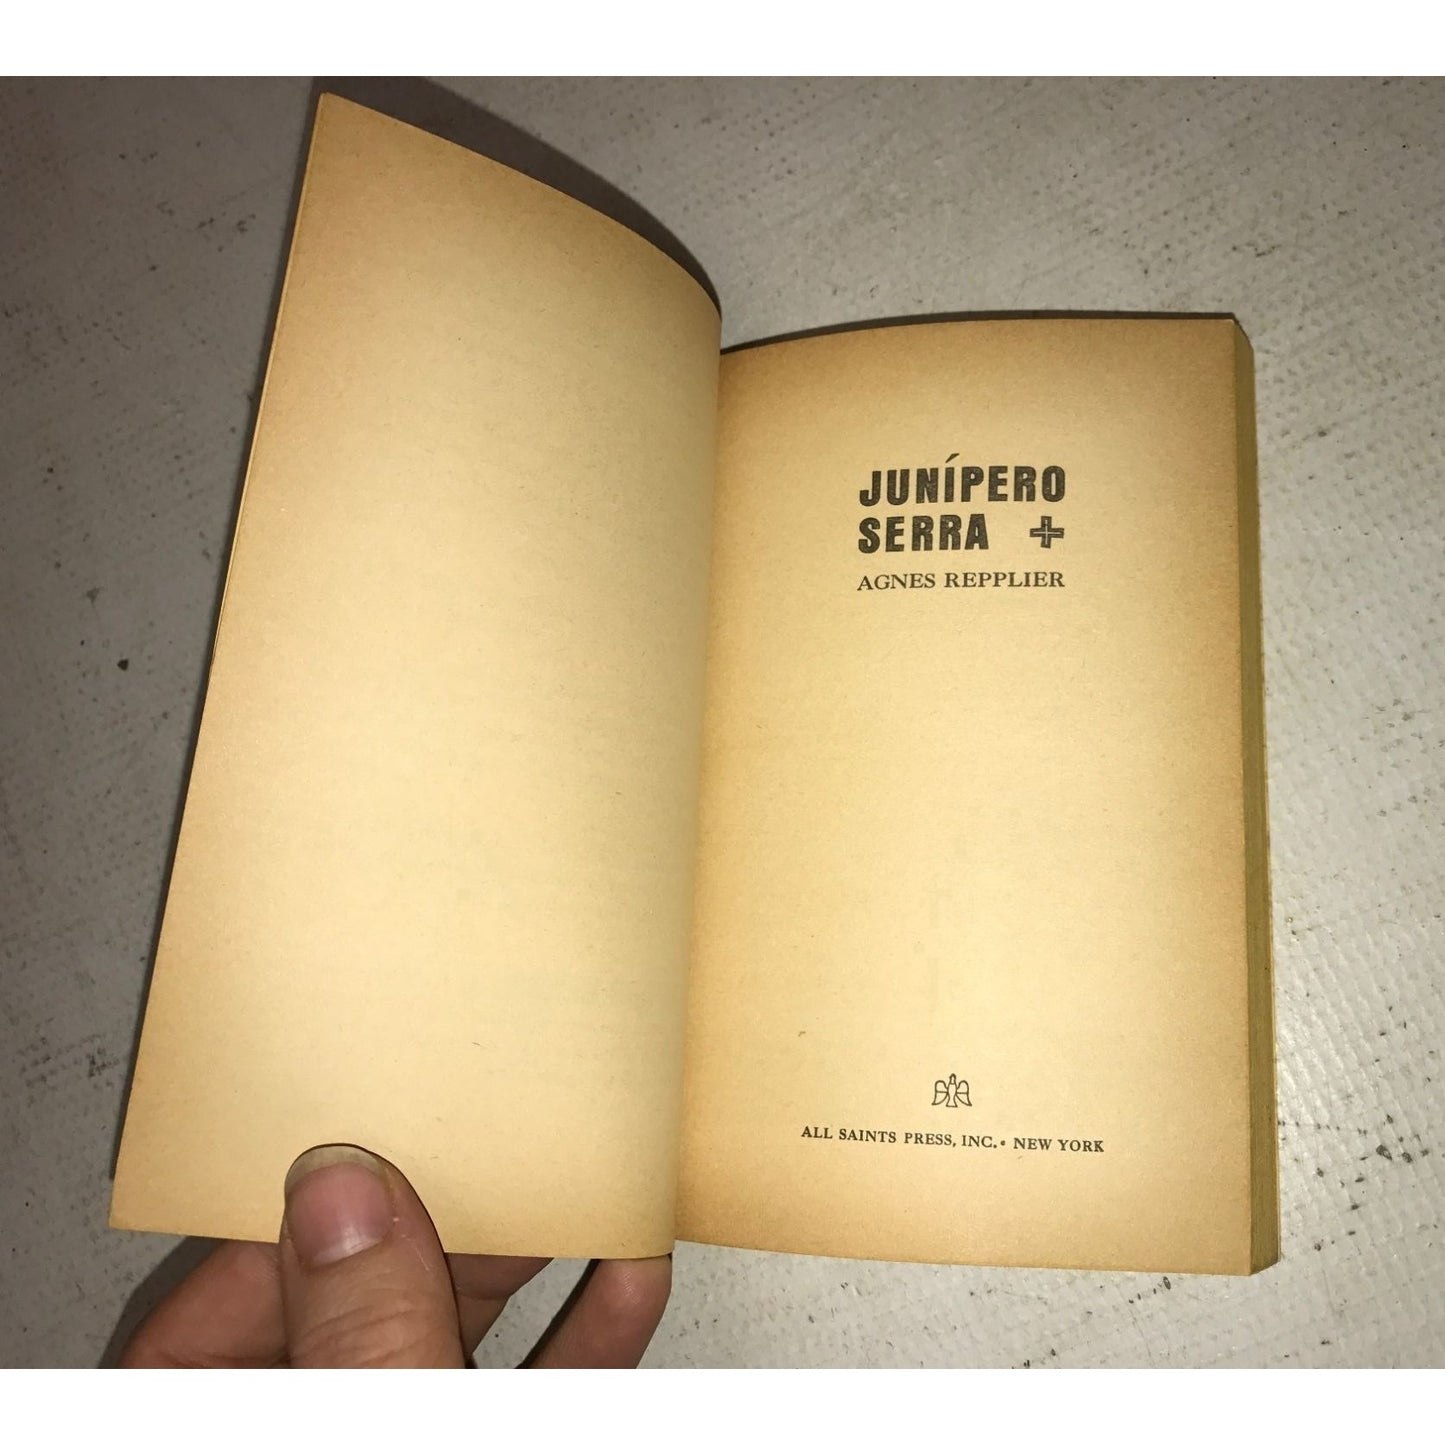 JUNÍPERO
SERRA
AGNES REPPLIER
ALL SAINTS PRESS, INC. • NEW YORK